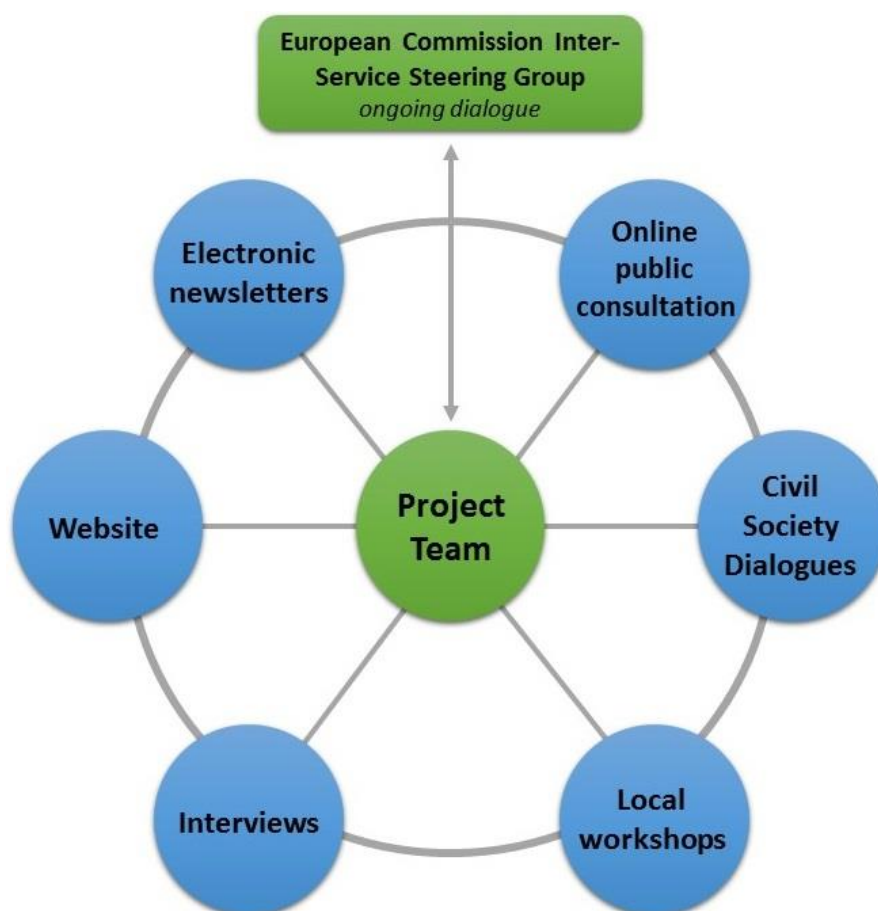 European Commission Inter-
Service Steering Group
ongoing dialogue
Electronic
newsletters
Online
public
consultation
Website
Project
Team
Civil
Society
Dialogues
Interviews
Local
workshops